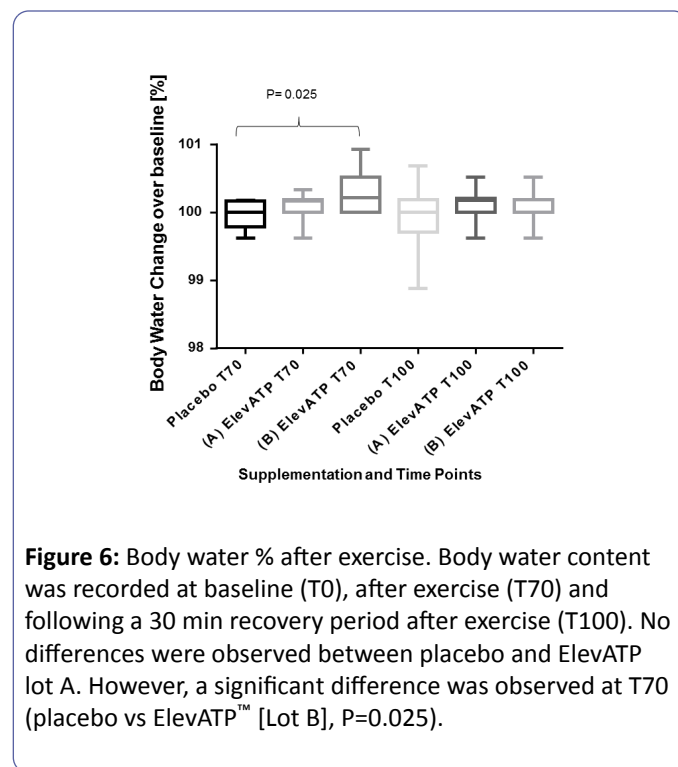 P= 0.025
Body Water Change over baseline [%]
101
100
99
98
Placebo T70
(A) ElevATP T70
(B) ElevATP T70
Placebo T100
(A) ElevATP T100
(B) ElevATP T100
Supplementation and Time Points
Figure 6: Body water % after exercise. Body water content
was recorded at baseline (T0), after exercise (T70) and
following a 30 min recovery period after exercise (T100). No
differences were observed between placebo and ElevATP
lot A. However, a significant difference was observed at T70
(placebo vs ElevATP™ [Lot B], P=0.025).